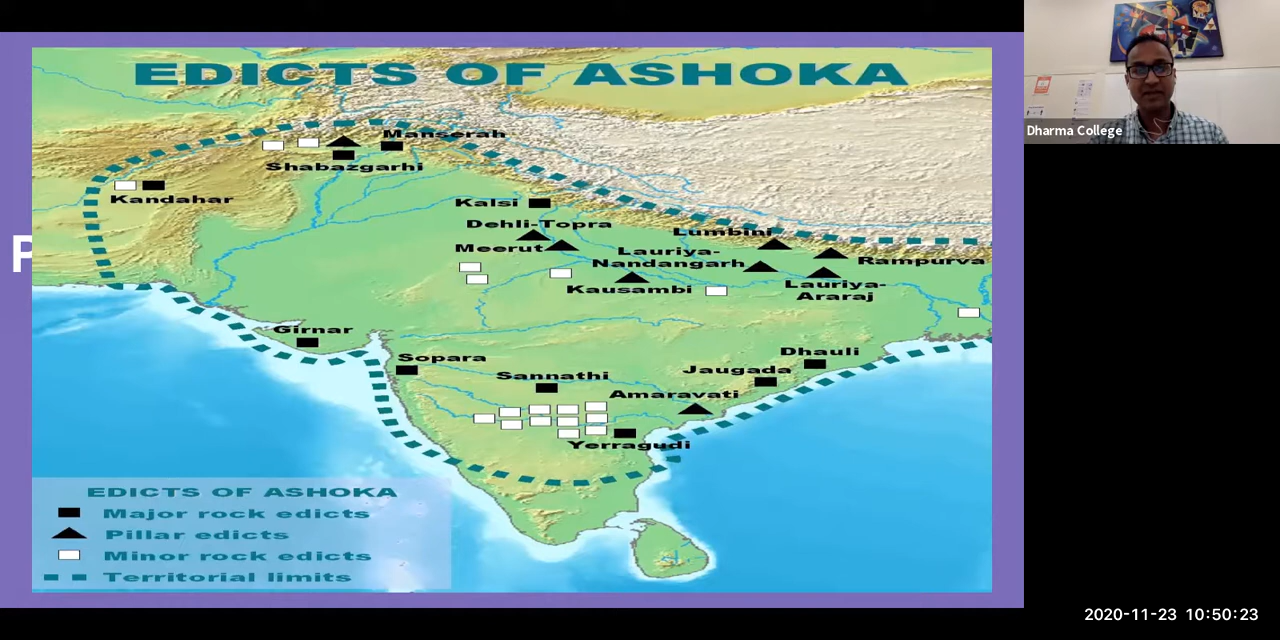 EDICTS OF ASHOKA
Manserah
Shabazgarhi
Kandahar
Kalsi
Dehli-Topra
Meerut
Lumbini
Lauriya-
Nandangarh
Rampurva
Kausambi
Lauriya-
Araraj
Girnar
Sopara
Dhauli
Sannathi
Jaugada
Amaravati
Yerragudi
EDICTS OF ASHOKA
Major rock edicts
Pillar edicts
Minor rock edicts
Territorial limits
P
Dharma College
2020-11-23 10:50:23